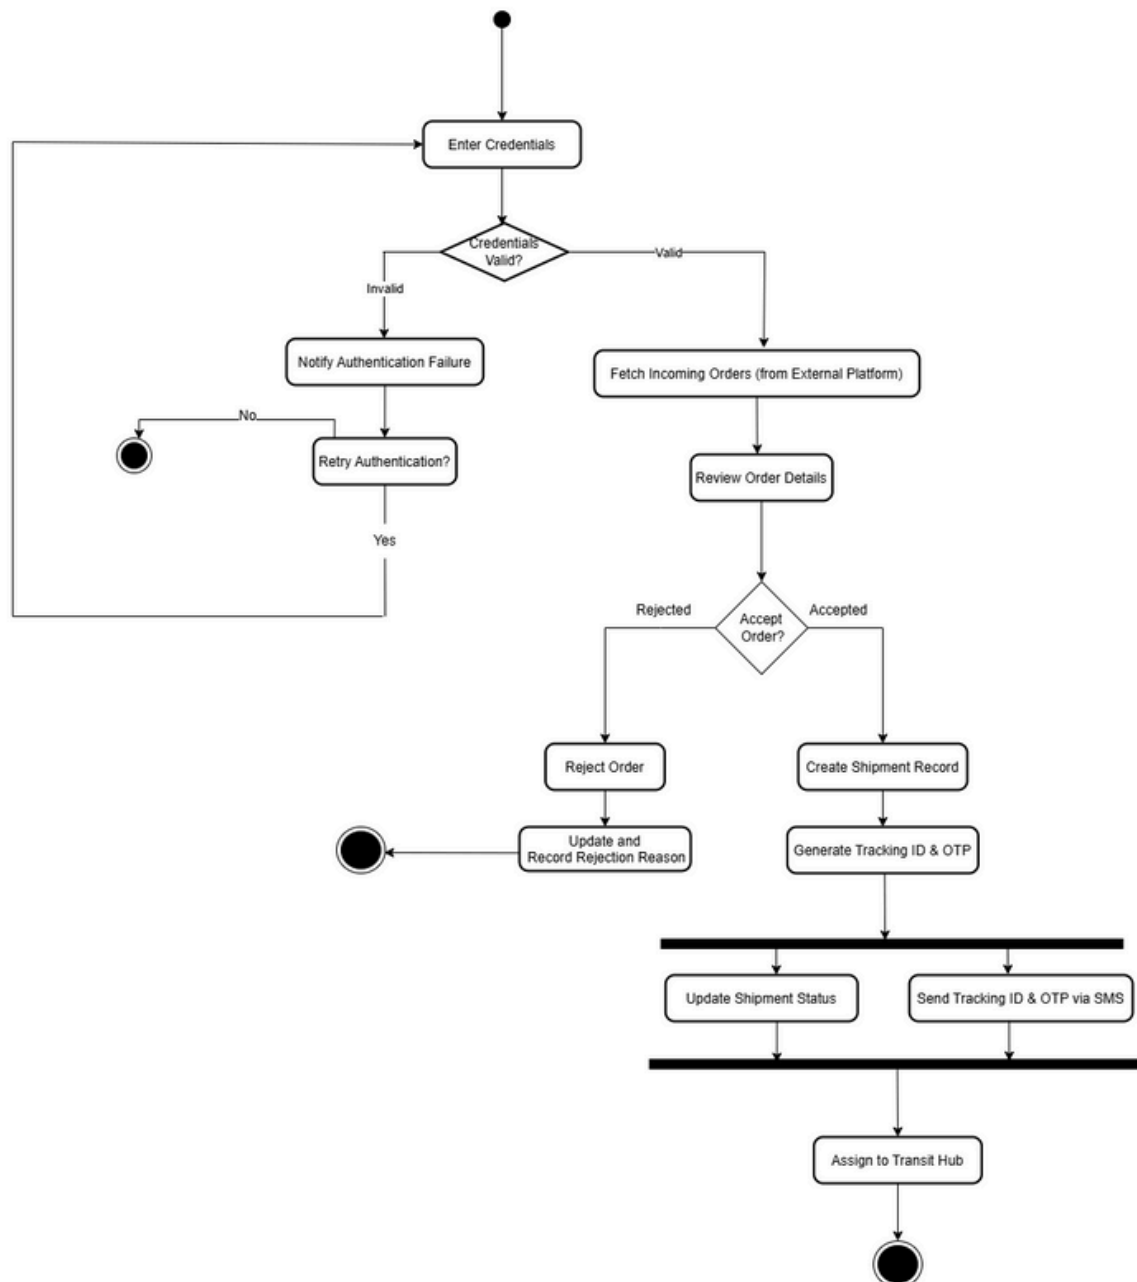 Enter Credentials
Credentials
Valid?
Valid
Invalid
Notify Authentication Failure
Fetch Incoming Orders (from External Platform)
No
Retry Authentication?
Review Order Details
Yes
Rejected
Accepted
Accept
Order?
Reject Order
Create Shipment Record
Update and
Record Rejection Reason
Generate Tracking ID & OTP
Update Shipment Status
Send Tracking ID & OTP via SMS
Assign to Transit Hub